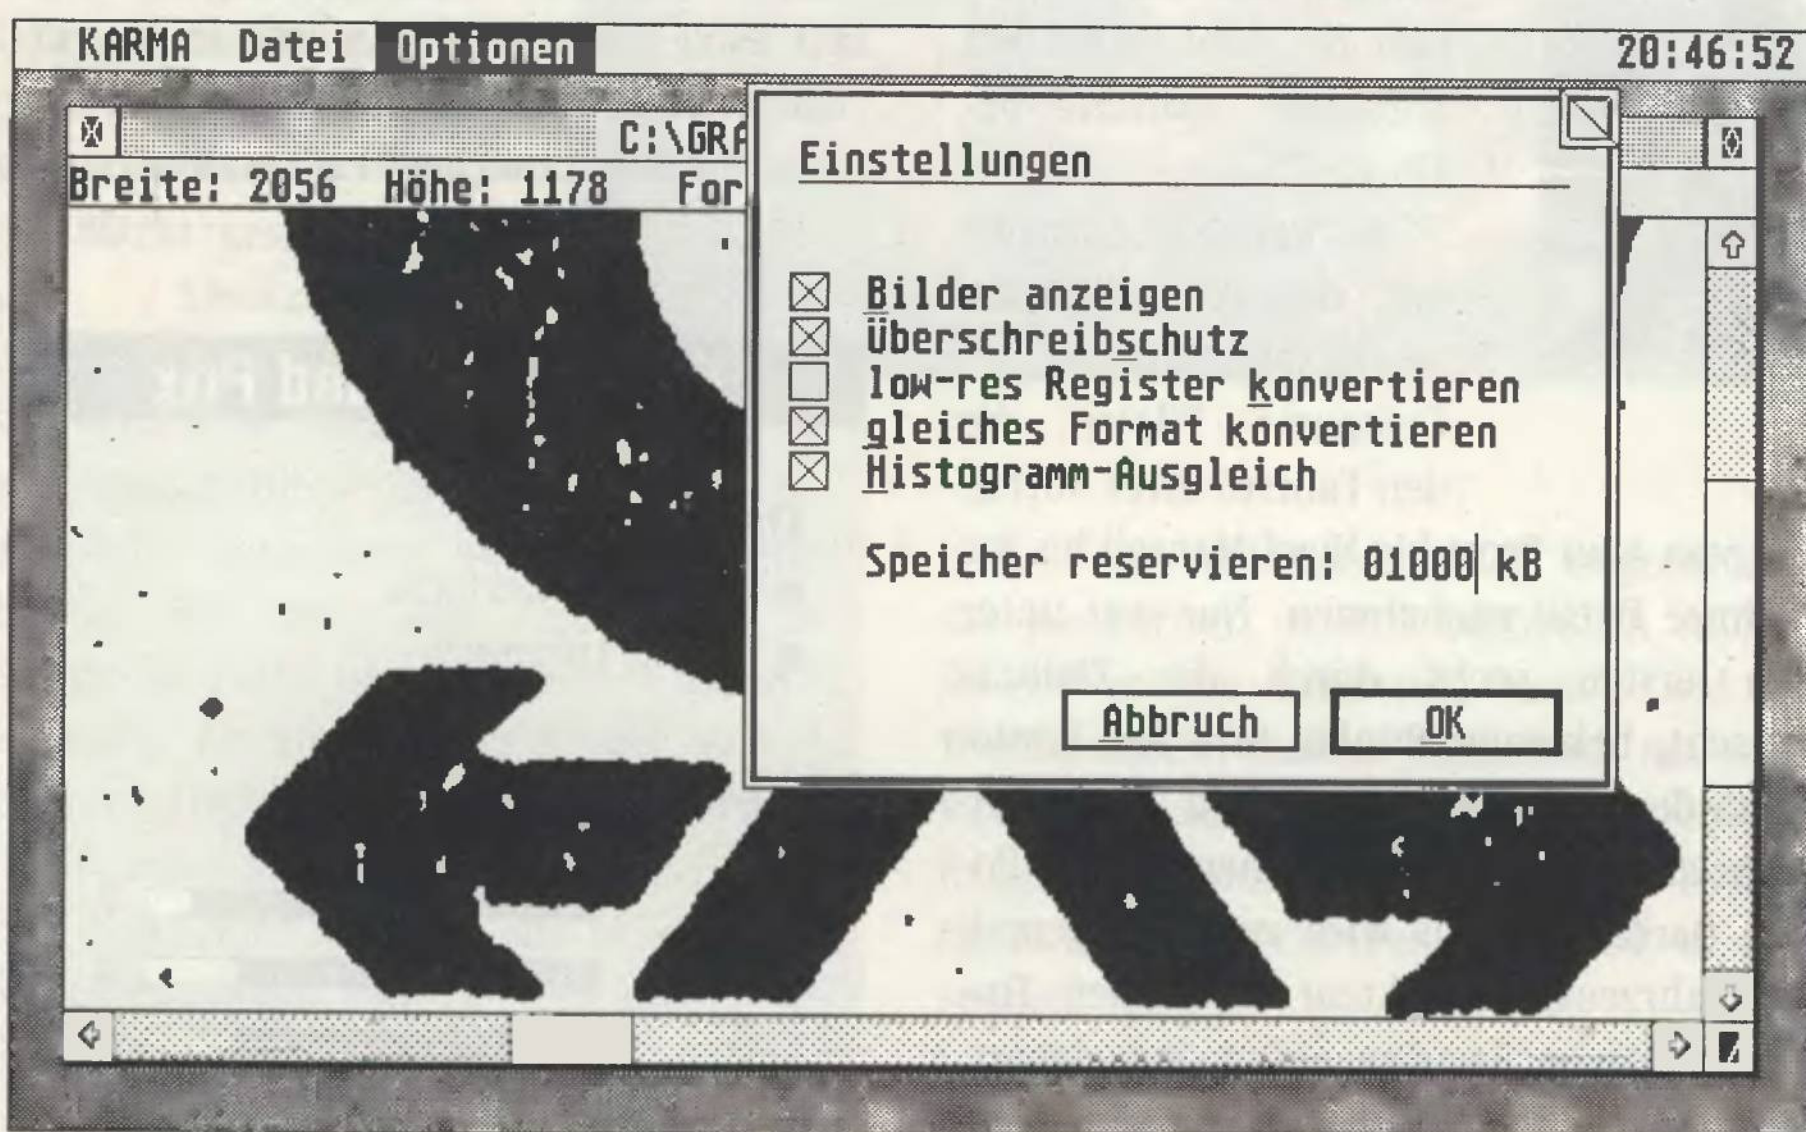 KARMA Datei Optionen 20:46:52
C:\GRA
Breite: 2056 Höhe: 1178 For
Einstellungen
Bilder anzeigen
Überschreibschutz
low-res Register konvertieren
gleiches Format konvertieren
Histogramm-Ausgleich
Speicher reservieren: 01000 kB
Abbruch OK